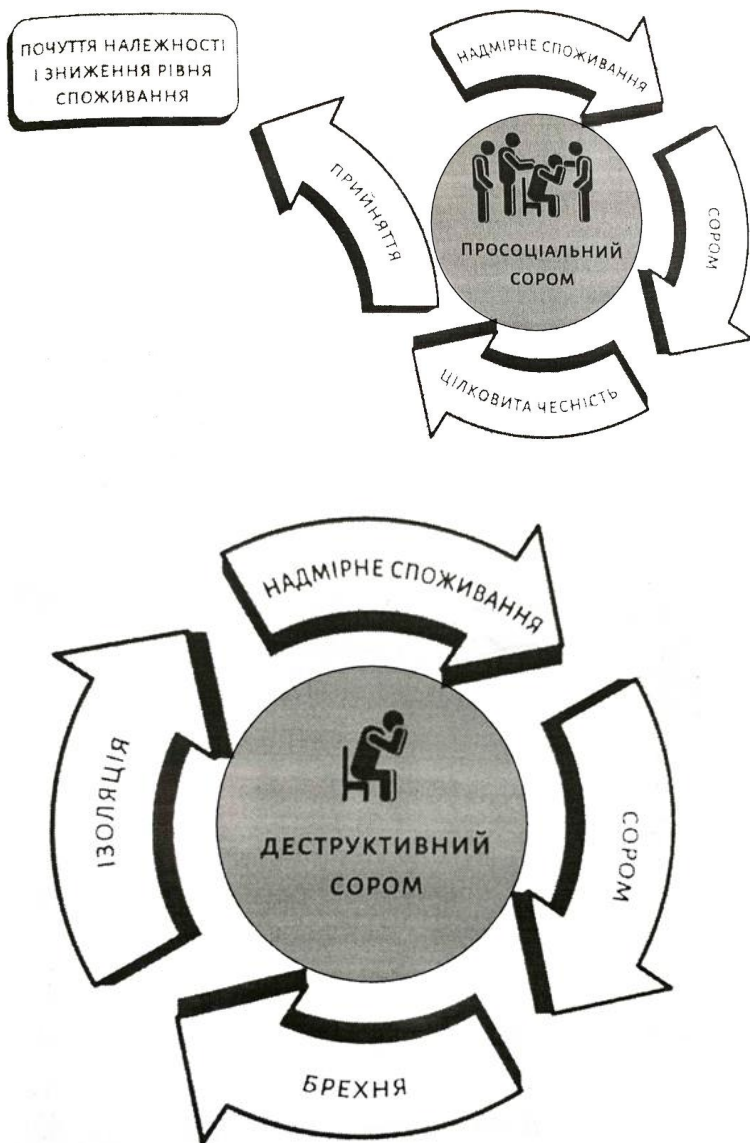 ПОЧУТТЯ НАЛЕЖНОСТІ
І ЗНИЖЕННЯ РІВНЯ
СПОЖИВАННЯ
НАДМІРНЕ СПОЖИВАННЯ
СОРОМ
ЦІЛКОВИТА ЧЕСНІСТЬ
ПРИЙНЯТТЯ
ПРОСОЦІАЛЬНИЙ
СОРОМ
НАДМІРНЕ СПОЖИВАННЯ
СОРОМ
БРЕХНЯ
ІЗОЛЯЦІЯ
ДЕСТРУКТИВНИЙ
СОРОМ